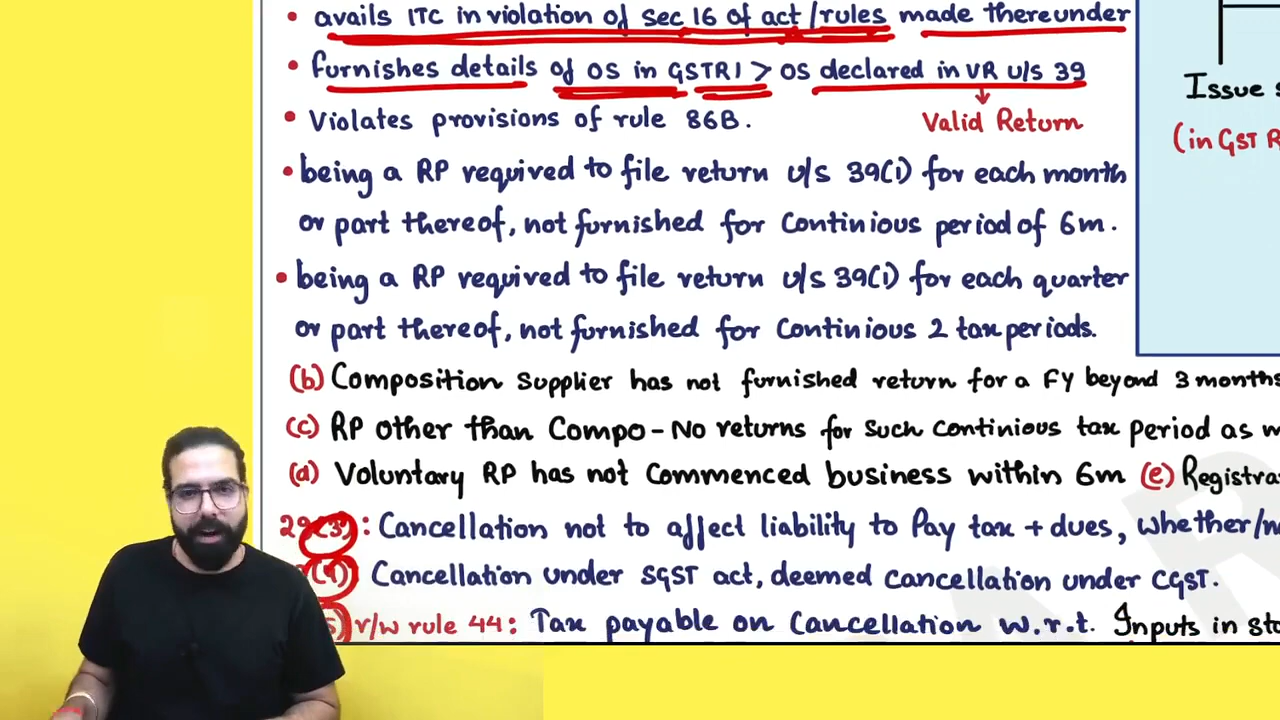 • avails ITC in violation of sec 16 of act/rules made thereunder
• furnishes details of OS in GSTR1 > OS declared in VR u/s 39
Valid Return
• Violates provisions of rule 86B.
• being a RP required to file return u/s 39(1) for each month
or part thereof, not furnished for Continious period of 6m.
• being a RP required to file return u/s 39(1) for each quarter
or part thereof, not furnished for Continious 2 tax periods.
(b) Composition Supplier has not furnished return for a FY beyond 3 months
(c) RP other than Compo - No returns for Such Continious tax Period as
(d) Voluntary RP has not Commenced business within 6m (e) Registra
29(3): Cancellation not to affect liability to Pay tax + dues, whether/
(4) Cancellation under SGST act, deemed Cancellation under CGST.
r/w rule 44: Tax payable on Cancellation w.r.t. Inputs in
Issue
(in GST R